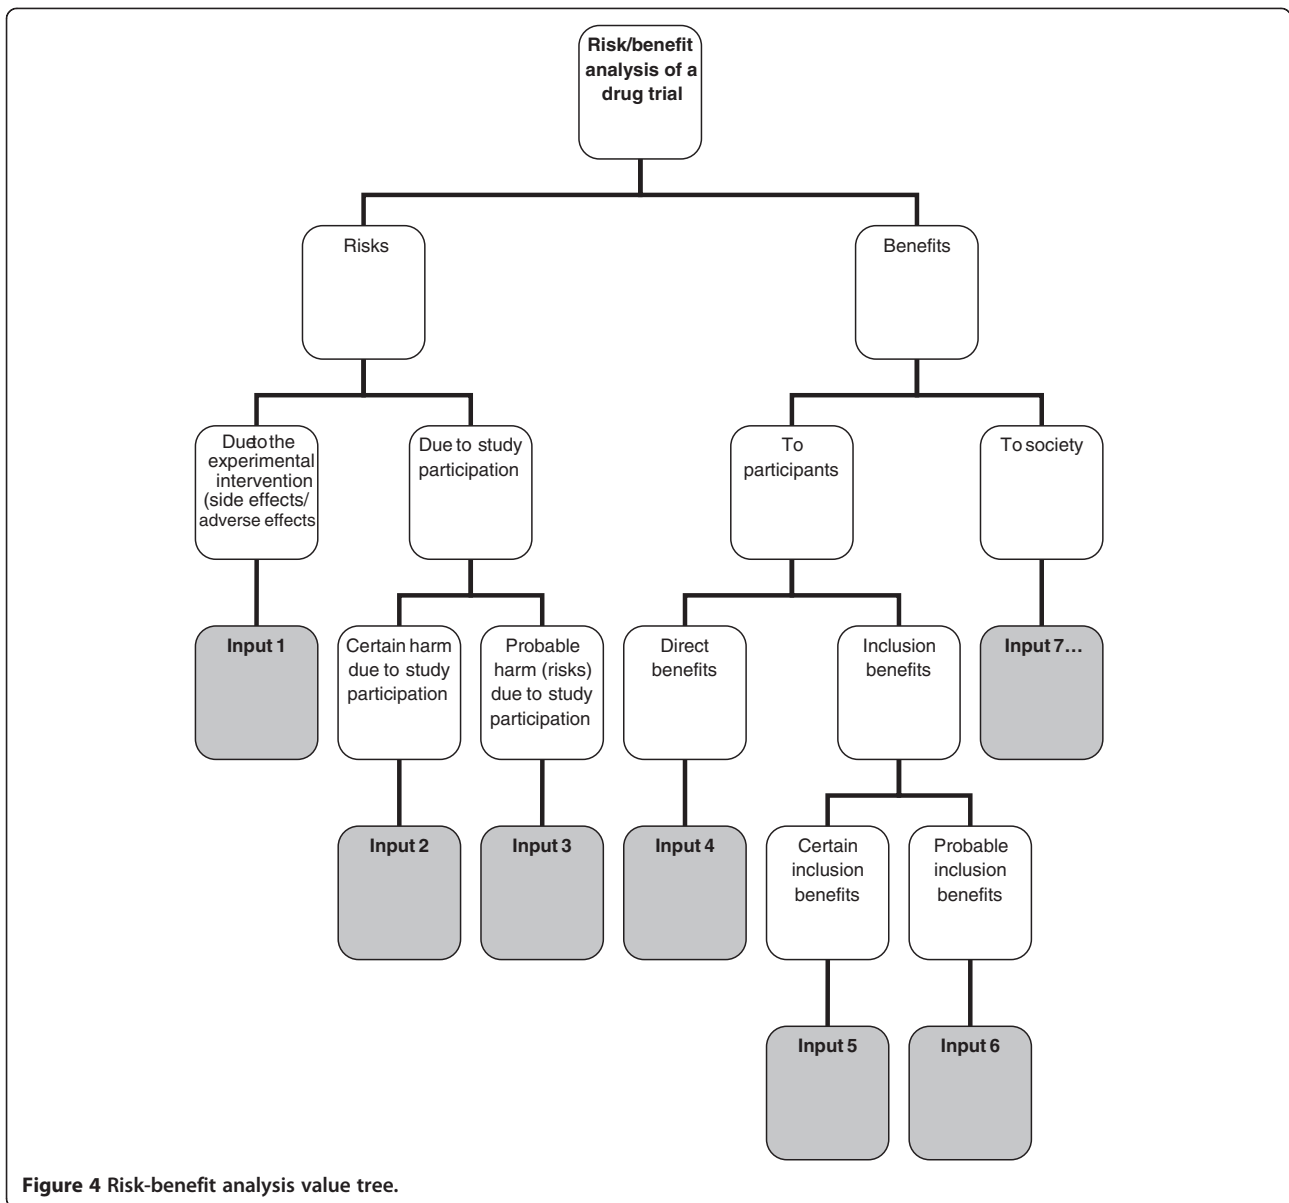 Risk/benefit
analysis of a
drug trial
Risks
Benefits
Due to the
experimental
intervention
(side effects/
adverse effects
Due to study
participation
To
participants
To society
Input 1
Certain harm
due to study
participation
Probable
harm (risks)
due to study
participation
Direct
benefits
Inclusion
benefits
Input 7...
Input 2
Input 3
Input 4
Certain
inclusion
benefits
Probable
inclusion
benefits
Input 5
Input 6
Figure 4 Risk-benefit analysis value tree.